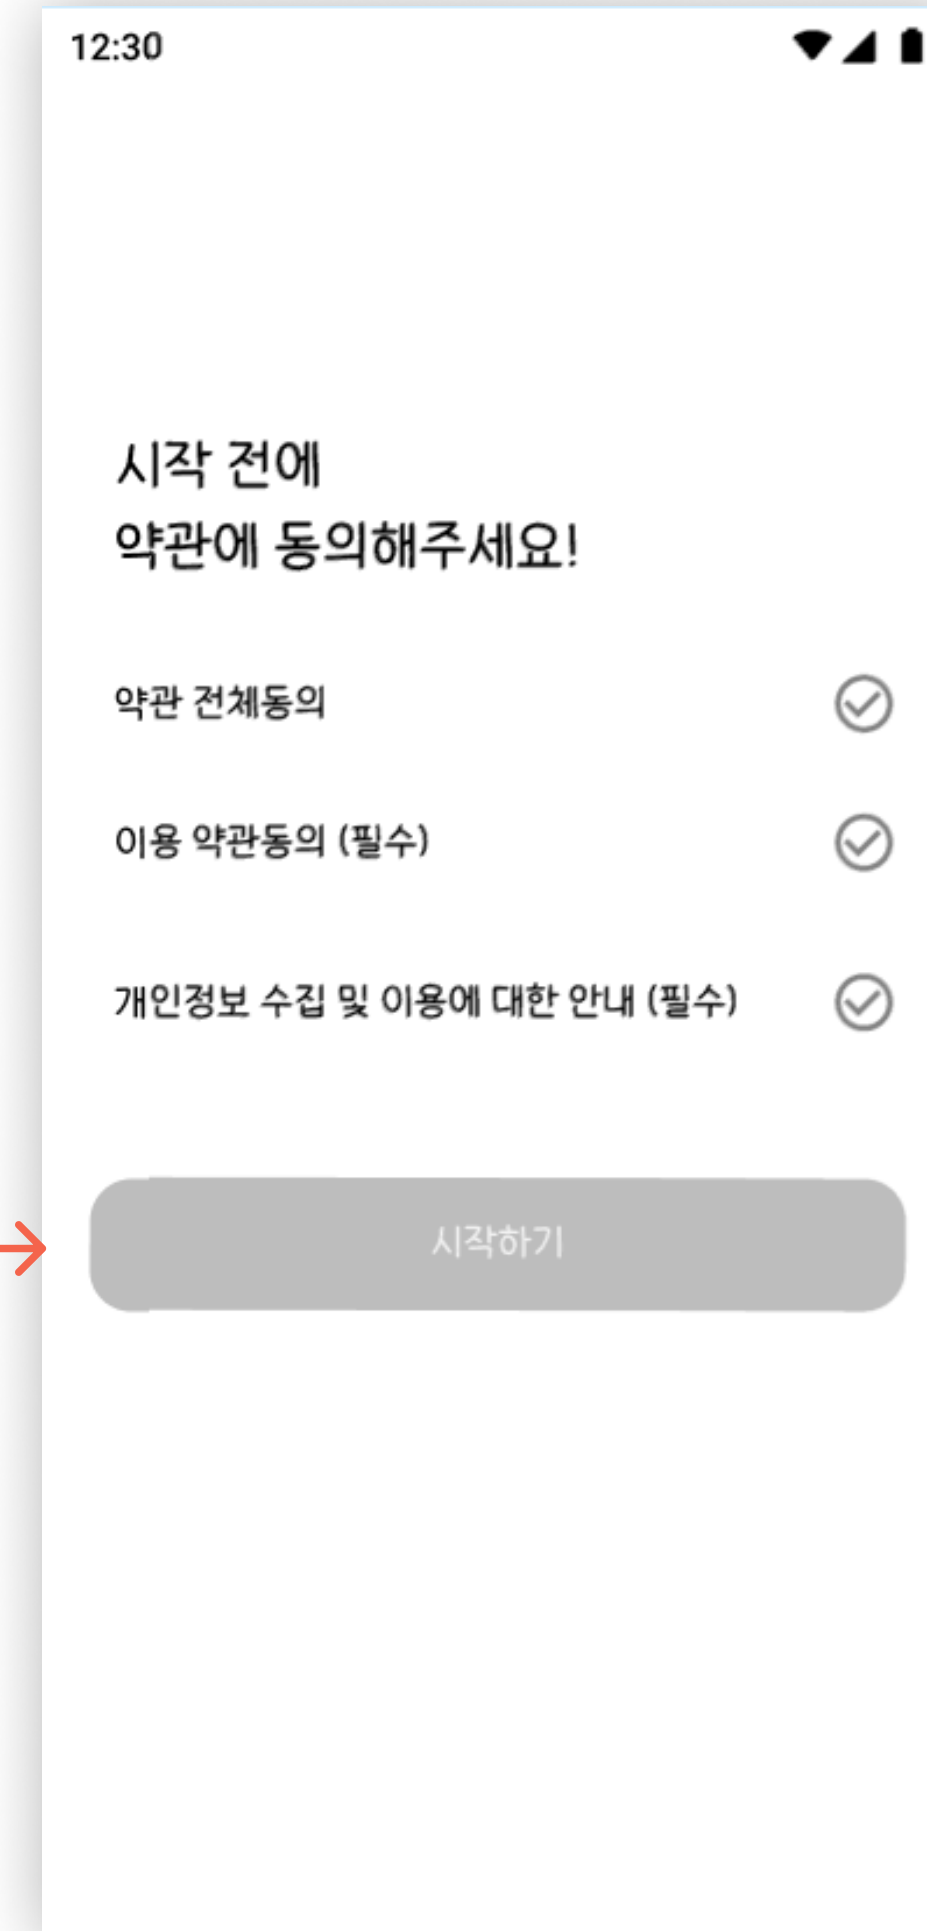 12:30
시작 전에
약관에 동의해주세요!
약관 전체동의
이용 약관동의 (필수)
개인정보 수집 및 이용에 대한 안내 (필수)
시작하기